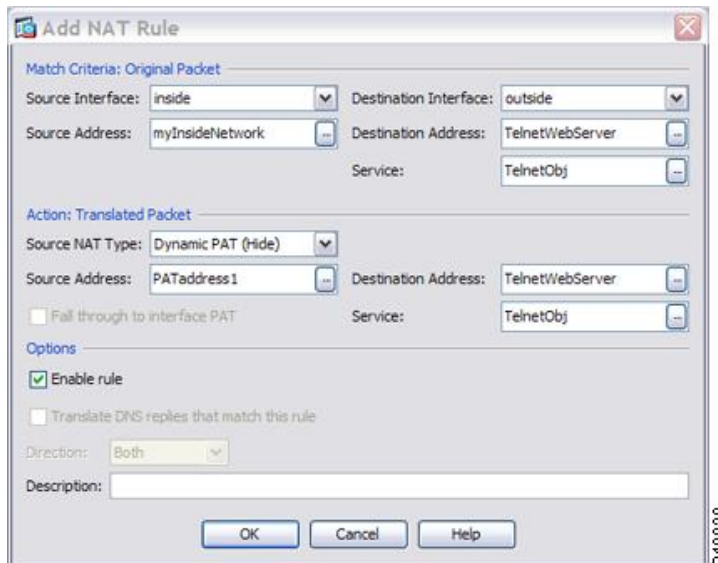 Add NAT Rule
Match Criteria: Original Packet
Source Interface: inside Destination Interface: outside
Source Address: myInsideNetwork ... Destination Address: TelnetWebServer ...
Service: TelnetObj ...
Action: Translated Packet
Source NAT Type: Dynamic PAT (Hide)
Source Address: PATaddress1 ... Destination Address: TelnetWebServer ...
Fall through to interface PAT Service: TelnetObj ...
Options
Enable rule
Translate DNS replies that match this rule
Direction: Both
Description:
OK Cancel Help